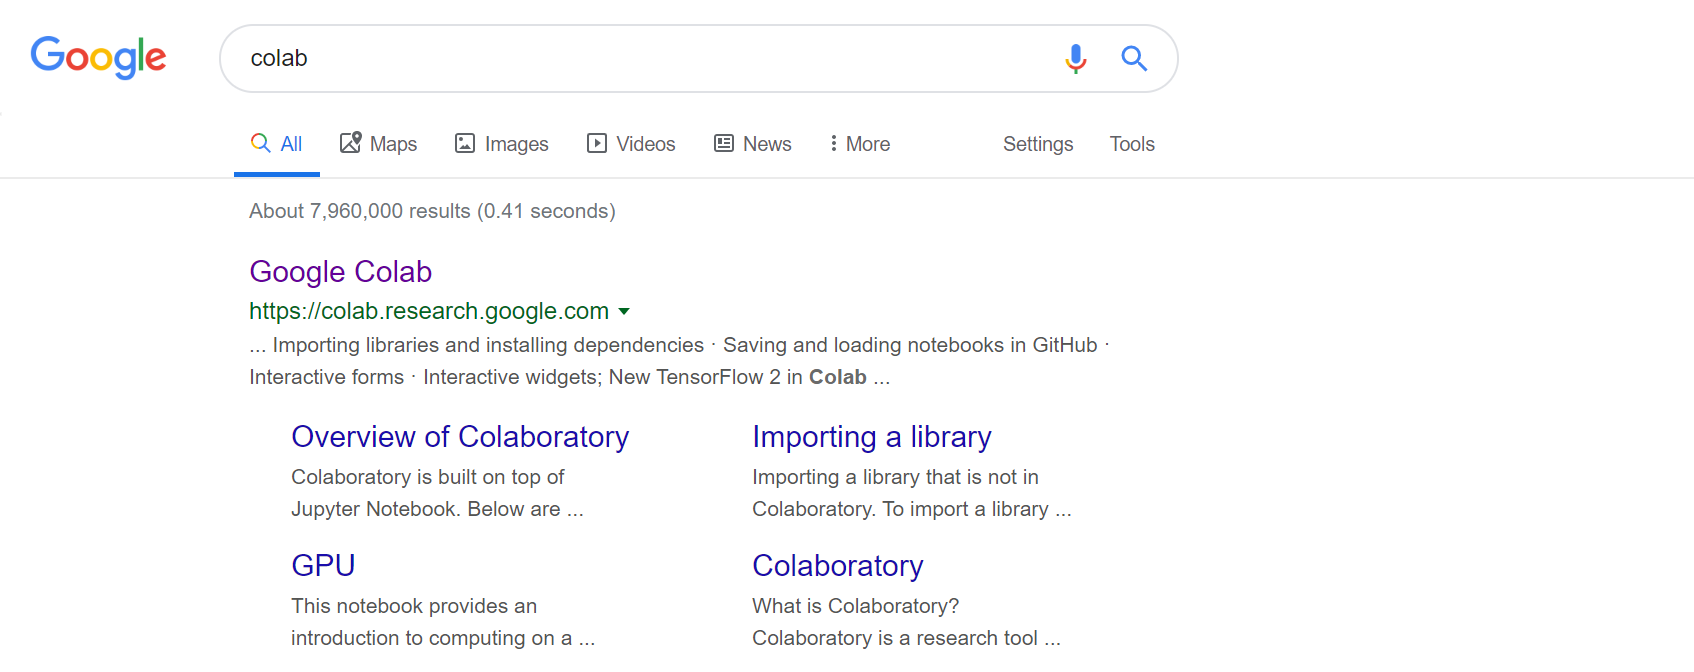 Google
colab
All Maps Images Videos News More Settings Tools
About 7,960,000 results (0.41 seconds)
Google Colab
https://colab.research.google.com
... Importing libraries and installing dependencies · Saving and loading notebooks in GitHub ·
Interactive forms · Interactive widgets; New TensorFlow 2 in Colab ...
Overview of Colaboratory
Colaboratory is built on top of
Jupyter Notebook. Below are ...
Importing a library
Importing a library that is not in
Colaboratory. To import a library ...
GPU
This notebook provides an
introduction to computing on a ...
Colaboratory
What is Colaboratory?
Colaboratory is a research tool ...